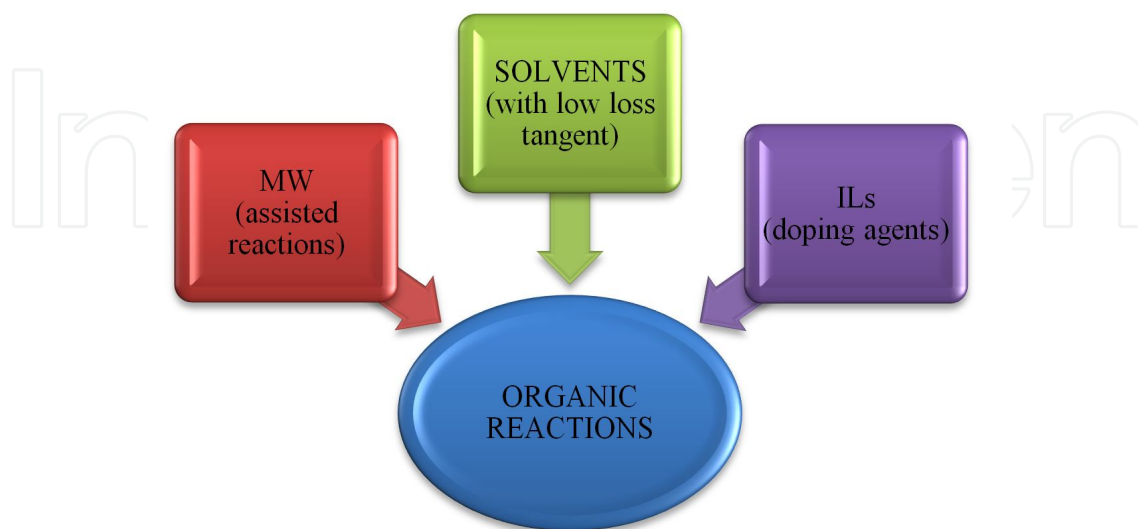 SOLVENTS
(with low loss
tangent)
MW
(assisted
reactions)
ILs
(doping agents)
ORGANIC
REACTIONS